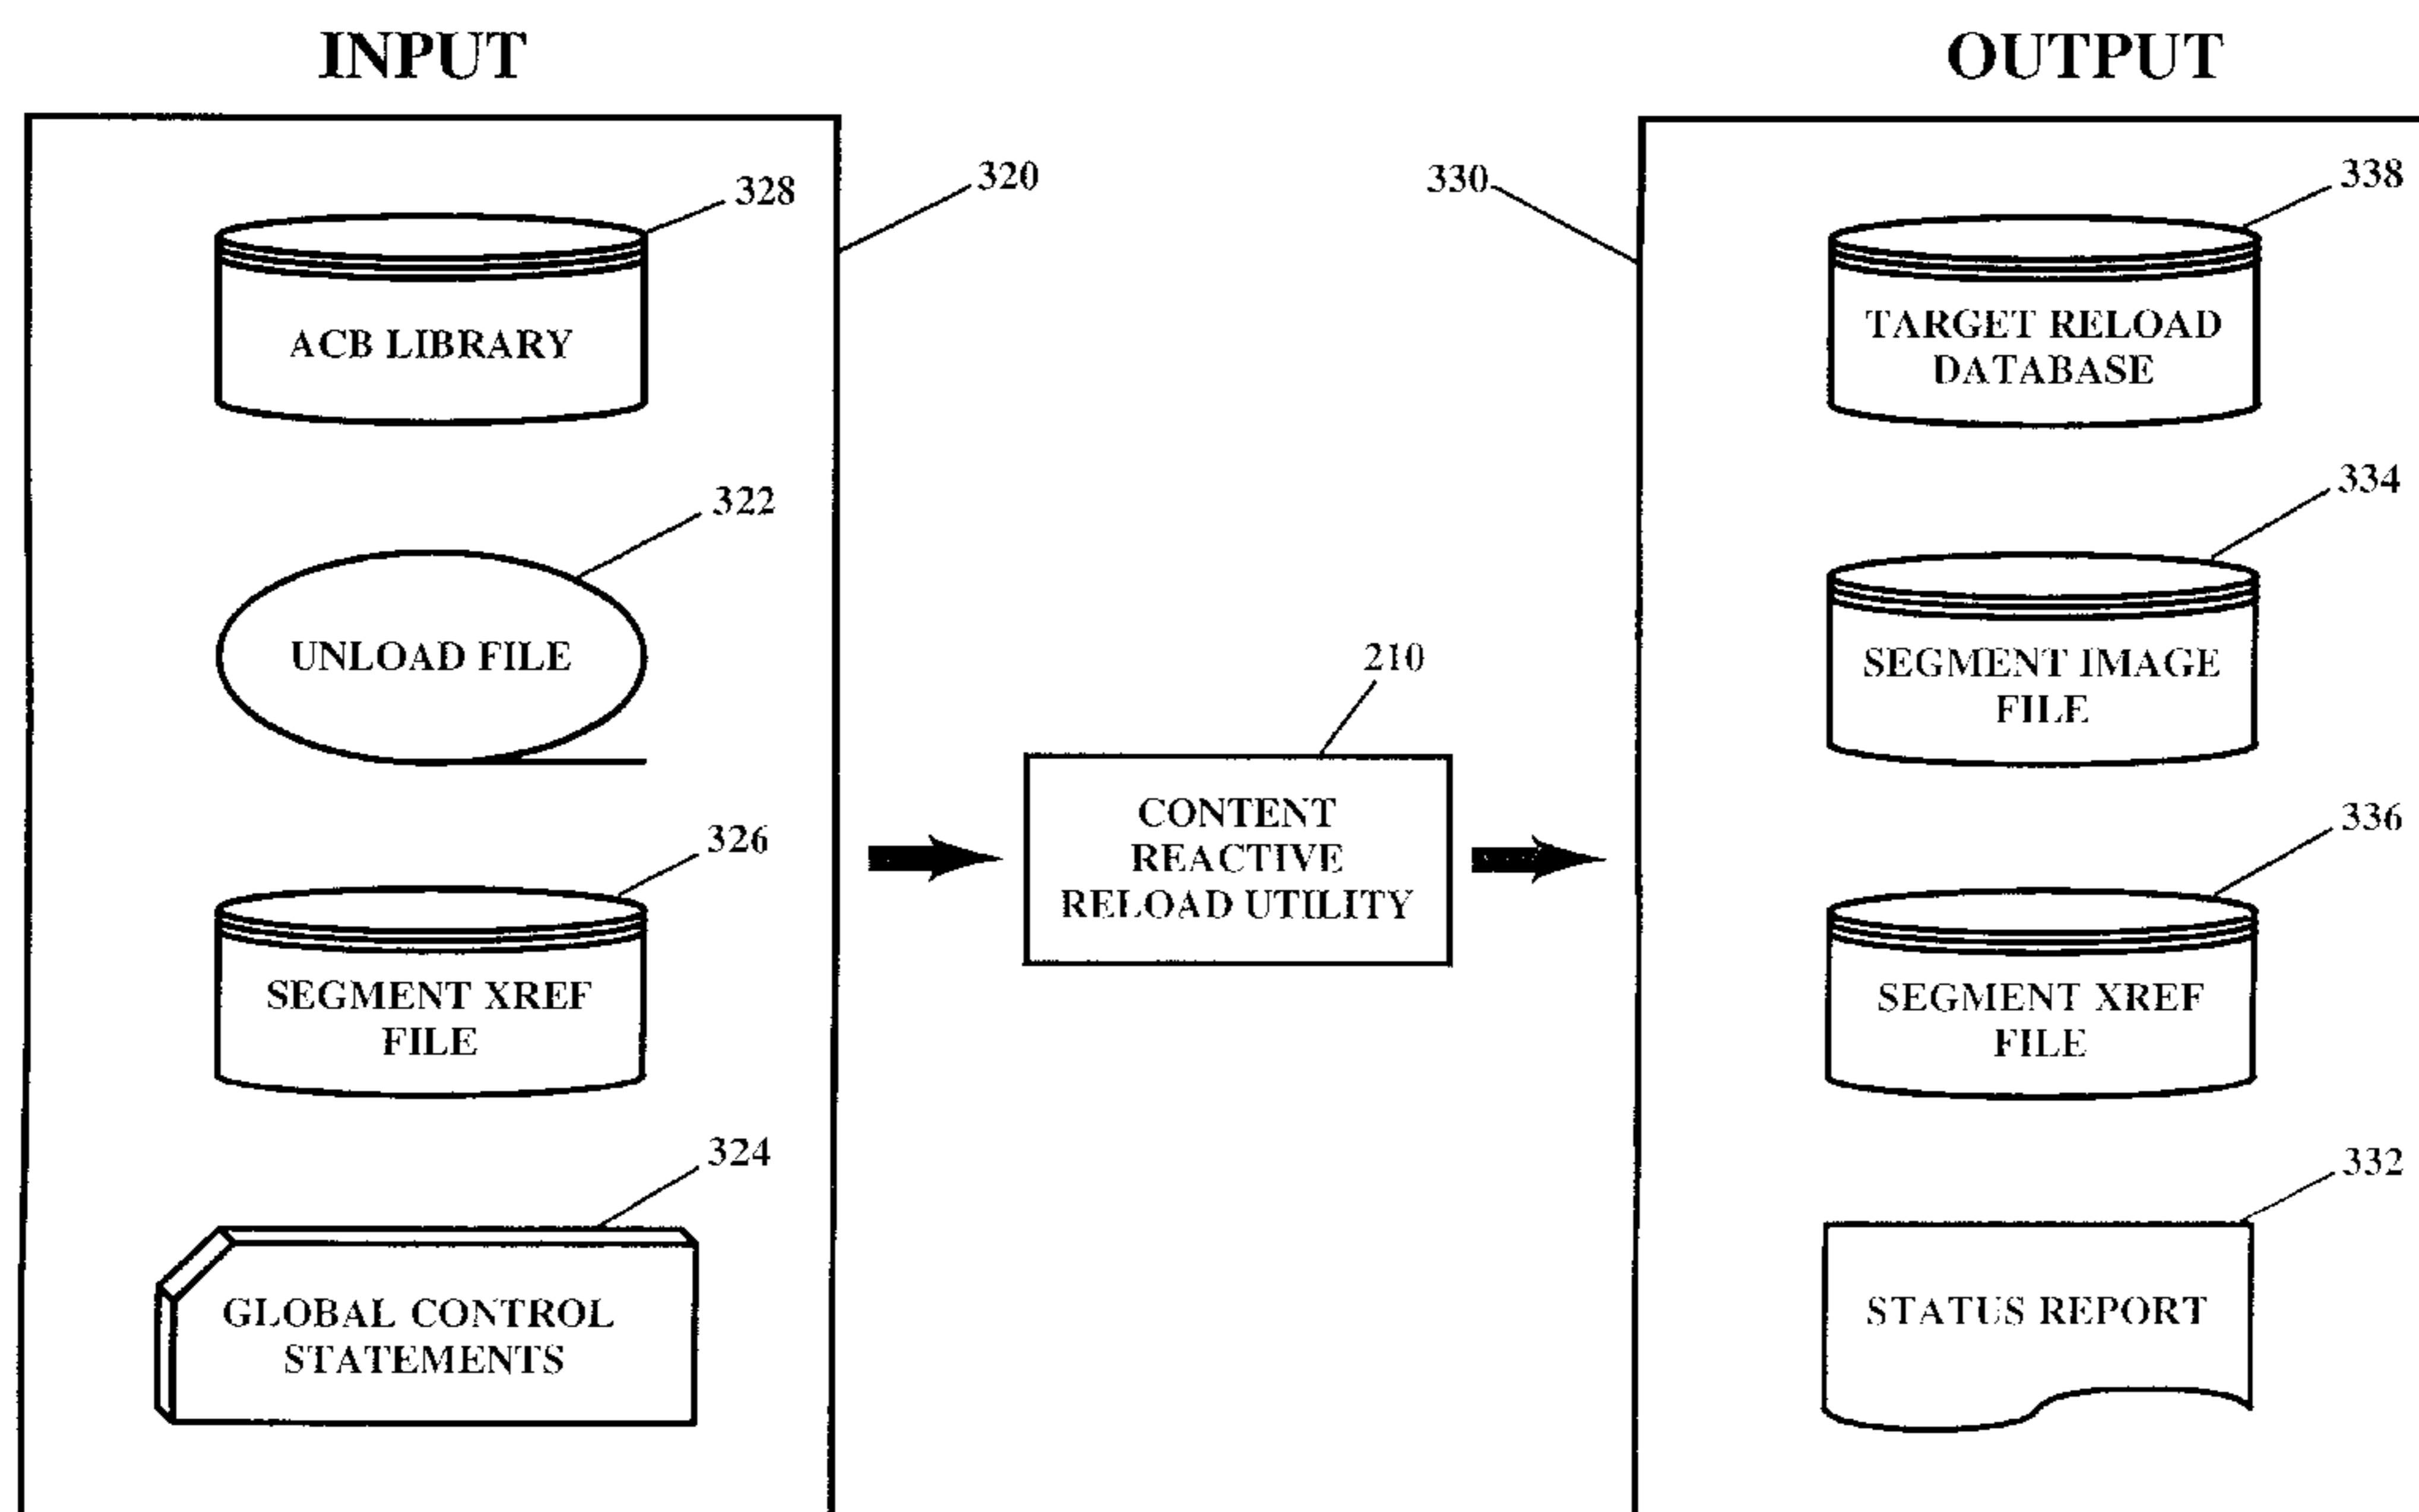 INPUT
328
320
ACB LIBRARY
322
UNLOAD FILE
326
SEGMENT XREF
FILE
324
GLOBAL CONTROL
STATEMENTS
210
CONTENT
REACTIVE
RELOAD UTILITY
OUTPUT
330
338
TARGET RELOAD
DATABASE
334
SEGMENT IMAGE
FILE
336
SEGMENT XREF
FILE
332
STATUS REPORT